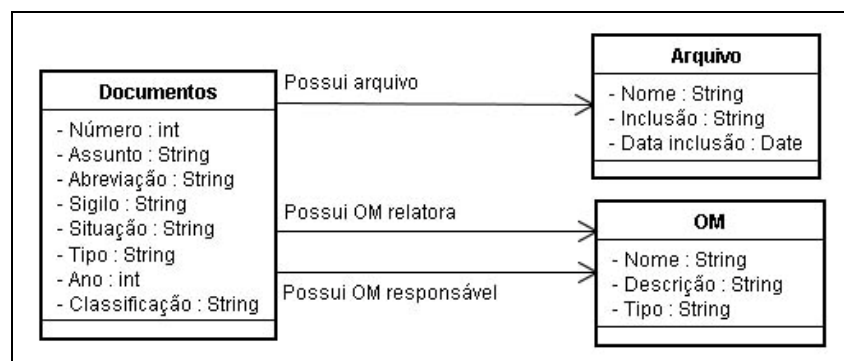 Documentos
- Número : int
- Assunto : String
- Abreviação : String
- Sigilo : String
- Situação : String
- Tipo : String
- Ano : int
- Classificação : String
Possui arquivo
Possui OM relatora
Possui OM responsável
Arquivo
- Nome : String
- Inclusão : String
- Data inclusão : Date
OM
- Nome : String
- Descrição : String
- Tipo : String